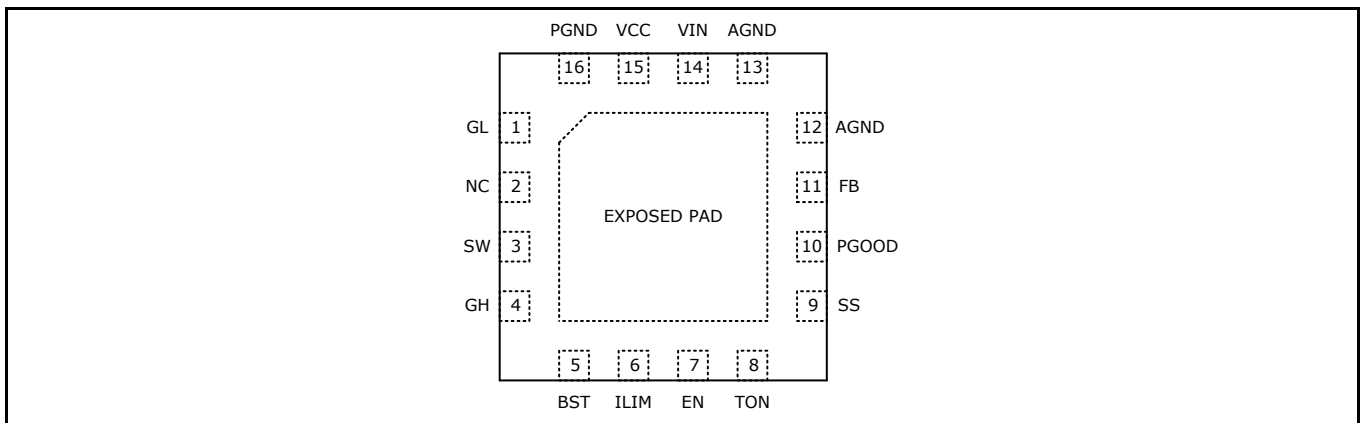 PGND VCC VIN AGND
16 15 14 13
GL 1 12 AGND
NC 2 11 FB
EXPOSED PAD
SW 3 10 PGOOD
GH 4 9 SS
5 6 7 8
BST ILIM EN TON